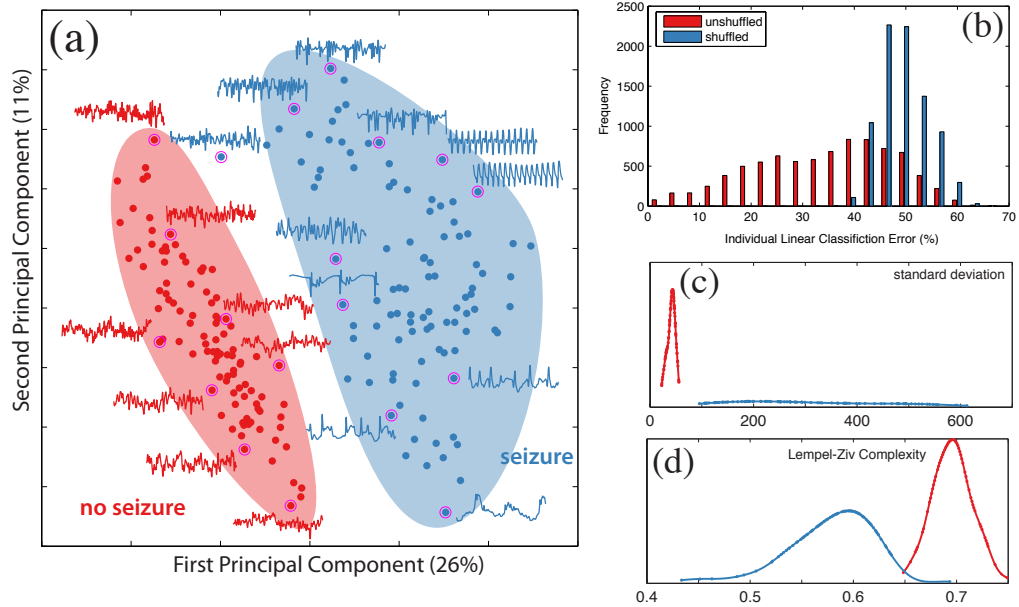 (a)
no seizure
seizure
Second Principal Component (11%)
First Principal Component (26%)
(b)
unshuffled
shuffled
Frequency
2500
2000
1500
1000
500
0
0 10 20 30 40 50 60 70
Individual Linear Classifiction Error (%)
(c)
standard deviation
0 200 400 600
(d)
Lempel-Ziv Complexity
0.4 0.5 0.6 0.7